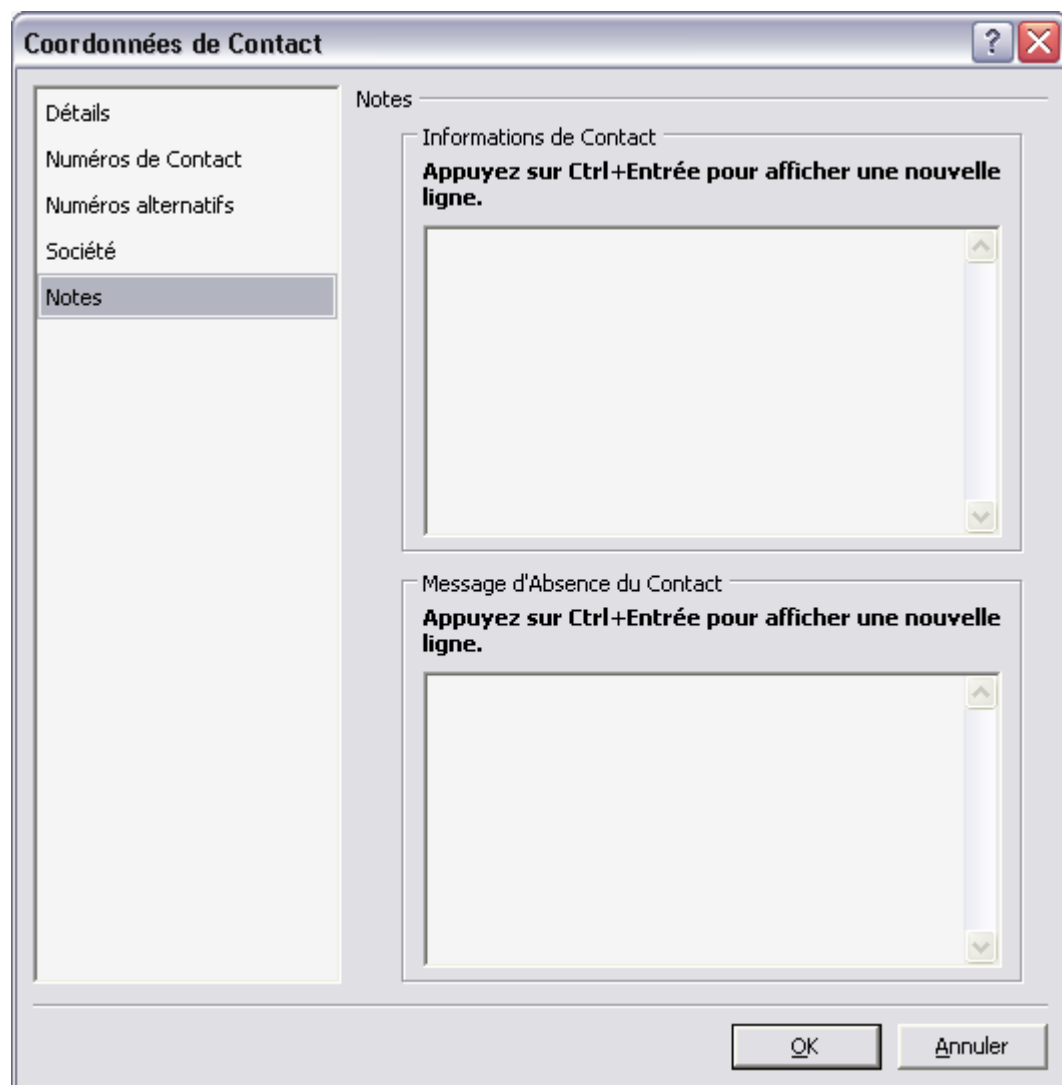 Coordonnées de Contact
Détails
Numéros de Contact
Numéros alternatifs
Société
Notes
Notes
Informations de Contact
Appuyez sur Ctrl+Entrée pour afficher une nouvelle
ligne.
Message d'Absence du Contact
Appuyez sur Ctrl+Entrée pour afficher une nouvelle
ligne.
OK
Annuler